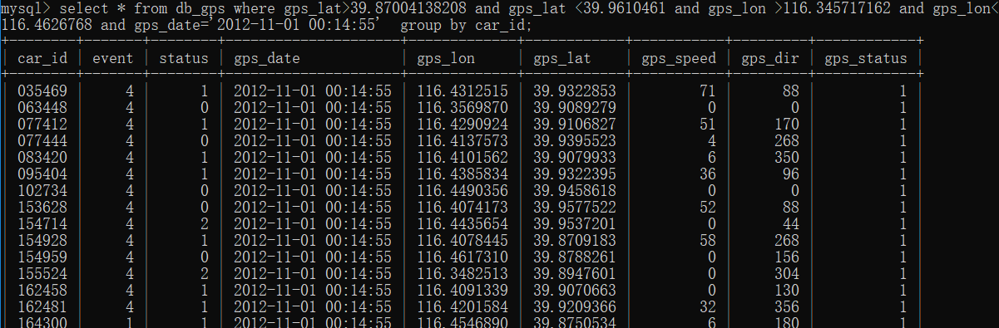 mysql> select * from db_gps where gps_lat>39.87004138208 and gps_lat <39.9610461 and gps_lon >116.345717162 and gps_lon<
116.4626768 and gps_date='2012-11-01 00:14:55'   group by car_id;
+--------+-------+--------+---------------------+-------------+------------+-----------+---------+------------+
| car_id | event | status | gps_date            | gps_lon     | gps_lat    | gps_speed | gps_dir | gps_status |
+--------+-------+--------+---------------------+-------------+------------+-----------+---------+------------+
| 035469 |     4 |      1 | 2012-11-01 00:14:55 | 116.4312515 | 39.9322853 |        71 |      88 |          1 |
| 063448 |     4 |      0 | 2012-11-01 00:14:55 | 116.3569870 | 39.9089279 |         0 |       0 |          1 |
| 077412 |     4 |      1 | 2012-11-01 00:14:55 | 116.4290924 | 39.9106827 |        51 |     170 |          1 |
| 077444 |     4 |      0 | 2012-11-01 00:14:55 | 116.4137573 | 39.9395523 |         4 |     268 |          1 |
| 083420 |     4 |      1 | 2012-11-01 00:14:55 | 116.4101562 | 39.9079933 |         6 |     350 |          1 |
| 095404 |     4 |      1 | 2012-11-01 00:14:55 | 116.4385834 | 39.9322395 |        36 |      96 |          1 |
| 102734 |     4 |      0 | 2012-11-01 00:14:55 | 116.4490356 | 39.9458618 |         0 |       0 |          1 |
| 153628 |     4 |      0 | 2012-11-01 00:14:55 | 116.4074173 | 39.9577522 |        52 |      88 |          1 |
| 154714 |     4 |      2 | 2012-11-01 00:14:55 | 116.4435654 | 39.9537201 |         0 |      44 |          1 |
| 154928 |     4 |      1 | 2012-11-01 00:14:55 | 116.4078445 | 39.8709183 |        58 |     268 |          1 |
| 154959 |     4 |      0 | 2012-11-01 00:14:55 | 116.4617310 | 39.8788261 |         0 |     156 |          1 |
| 155524 |     4 |      2 | 2012-11-01 00:14:55 | 116.3482513 | 39.8947601 |         0 |     304 |          1 |
| 162458 |     4 |      1 | 2012-11-01 00:14:55 | 116.4091339 | 39.9070663 |         0 |     130 |          1 |
| 162481 |     4 |      1 | 2012-11-01 00:14:55 | 116.4201584 | 39.9209366 |        32 |     356 |          1 |
| 164300 |     1 |      1 | 2012-11-01 00:14:55 | 116.4546890 | 39.8750534 |         6 |     180 |          1 |